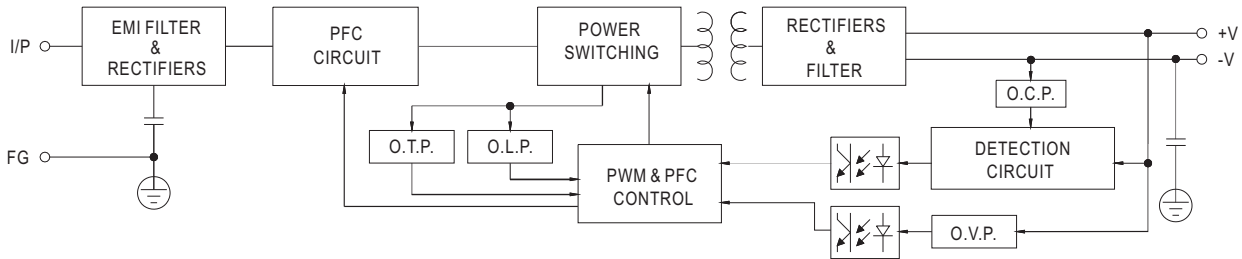 I/P
EMI FILTER
&
RECTIFIERS
PFC
CIRCUIT
POWER
SWITCHING
RECTIFIERS
&
FILTER
+V
-V
O.C.P.
O.T.P.
O.L.P.
FG
PWM & PFC
CONTROL
DETECTION
CIRCUIT
O.V.P.